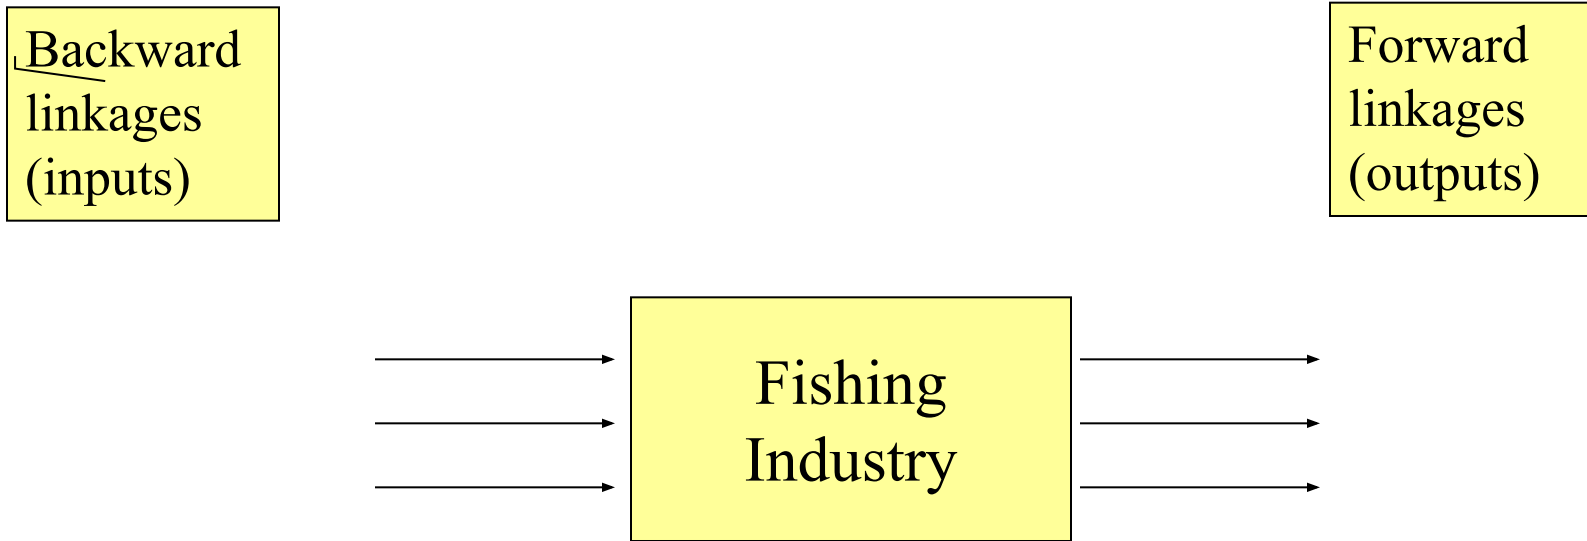 Backward
linkages
(inputs)
Forward
linkages
(outputs)
Fishing
Industry